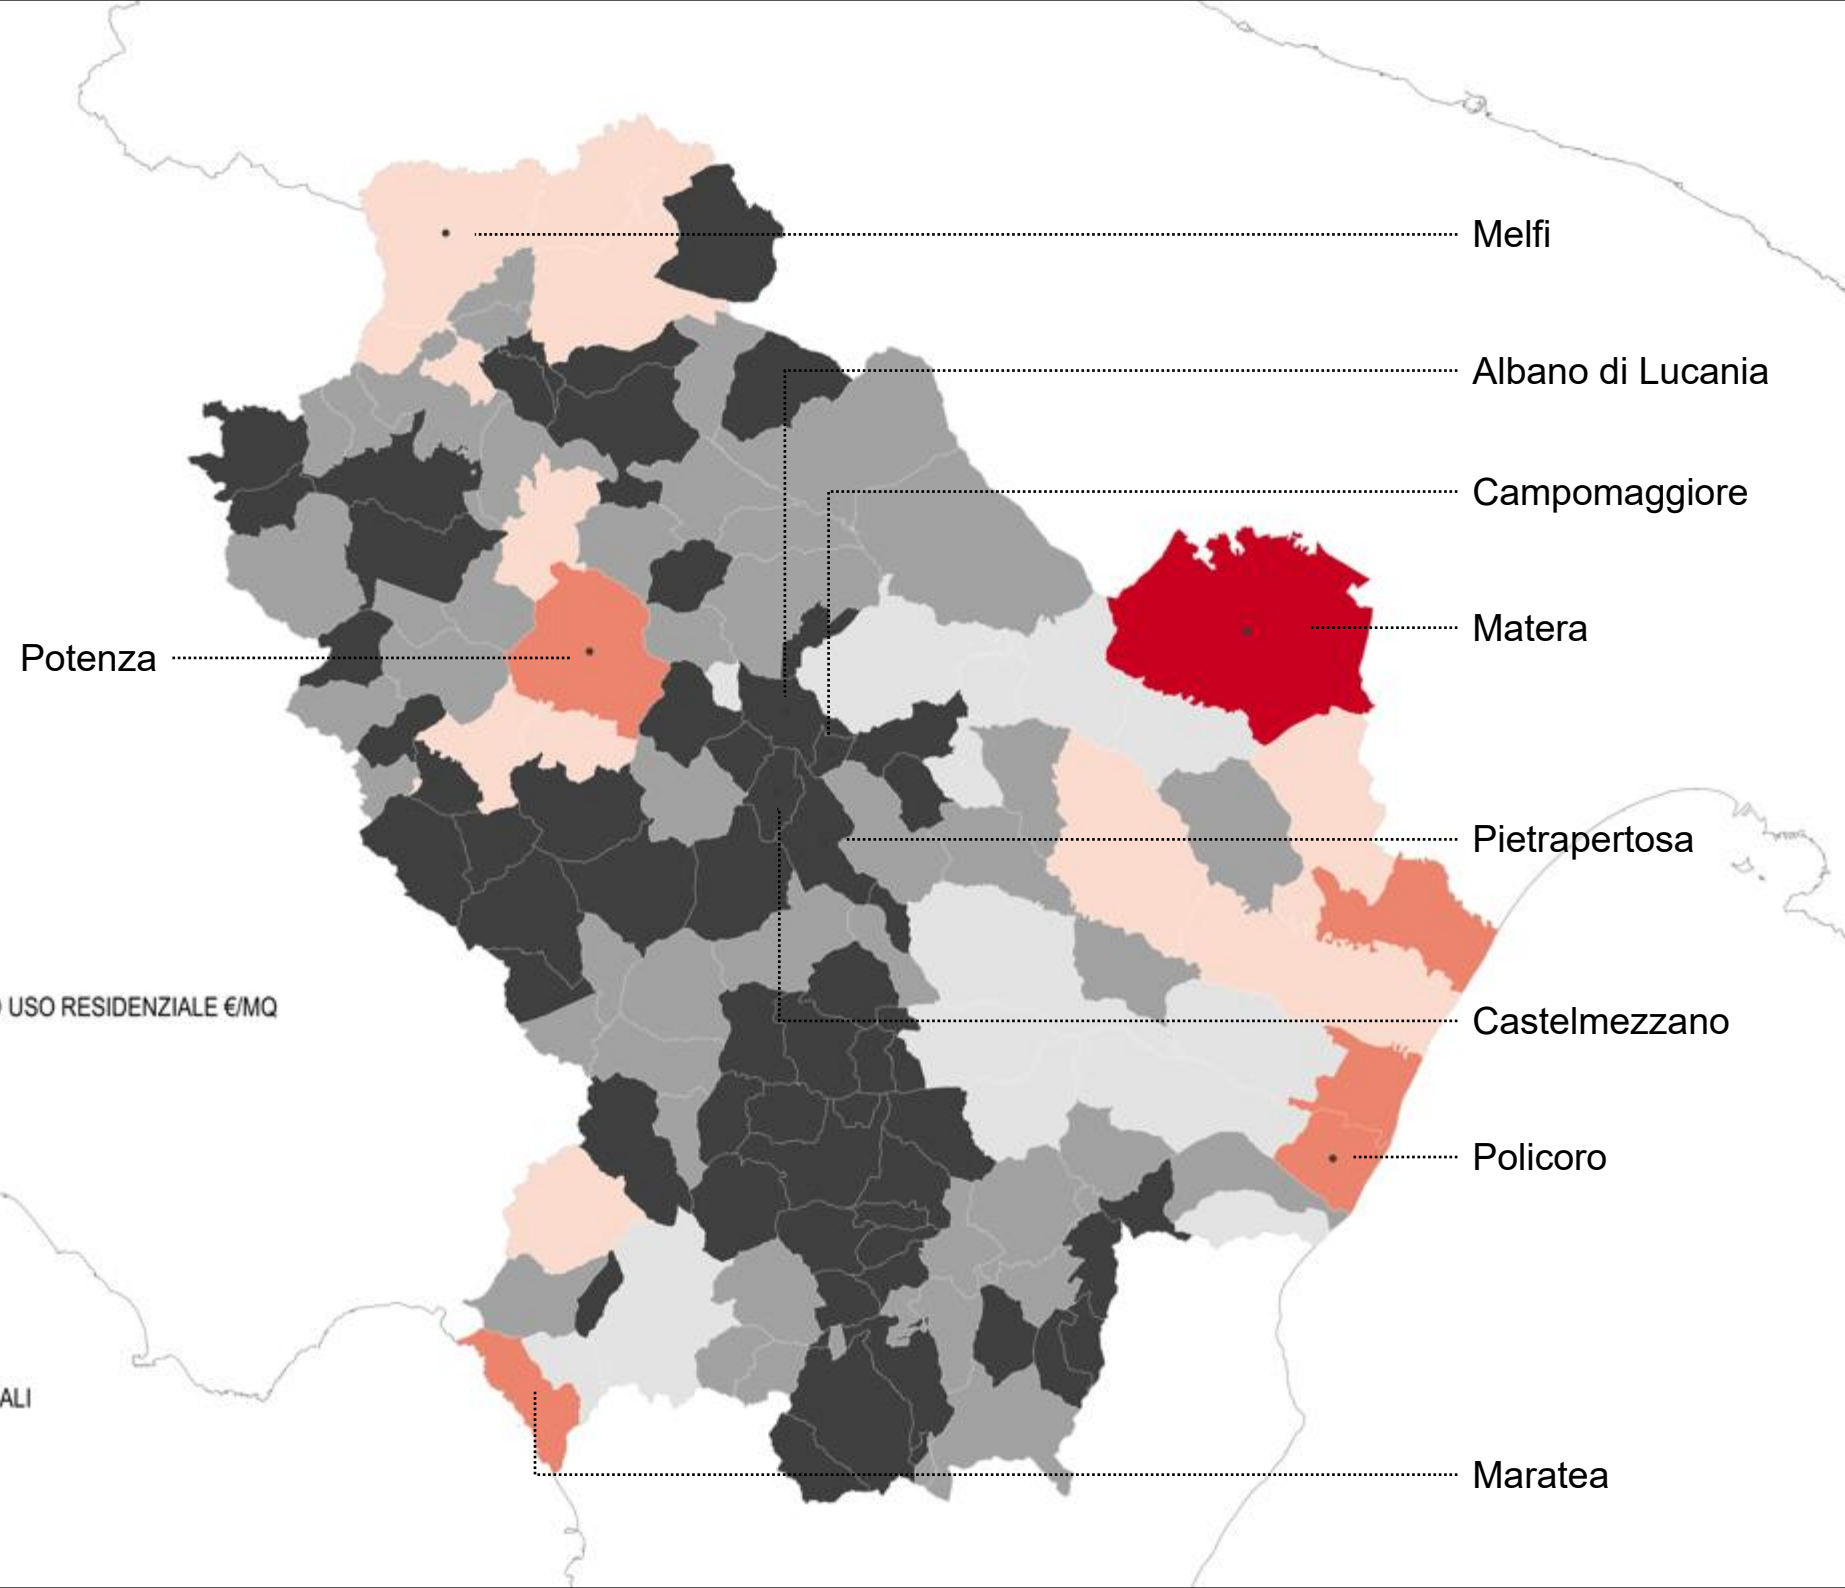 Melfi
Albano di Lucania
Campomaggiore
Matera
Potenza
Pietrapertosa
USO RESIDENZIALE €/MQ
Castelmezzano
Policoro
ALI
Maratea